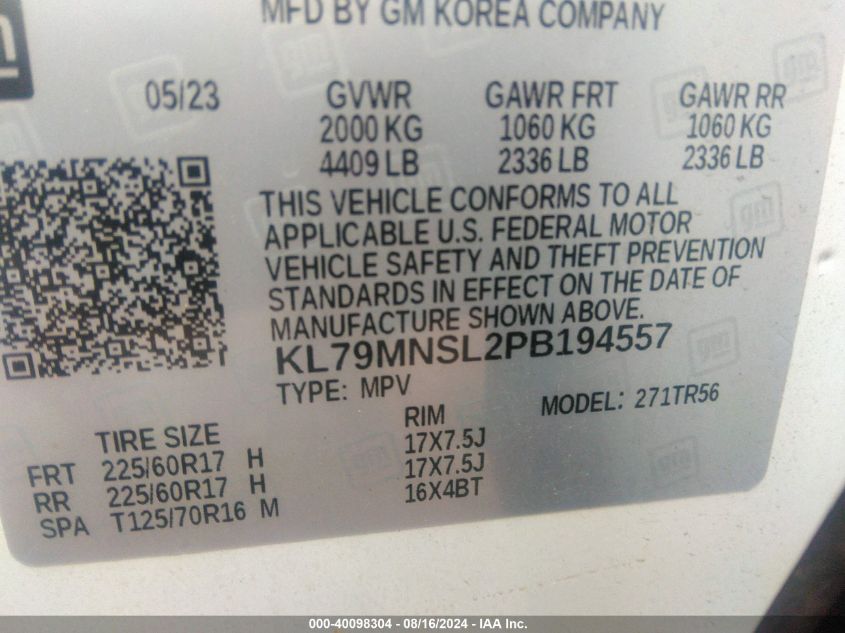 MFD BY GM KOREA COMPANY
05/23 GVWR GAWR FRT GAWR RR
2000 KG 1060 KG 1060 KG
4409 LB 2336 LB 2336 LB
THIS VEHICLE CONFORMS TO ALL
APPLICABLE U.S. FEDERAL MOTOR
VEHICLE SAFETY AND THEFT PREVENTION
STANDARDS IN EFFECT ON THE DATE OF
MANUFACTURE SHOWN ABOVE.
KL79MNSL2PB194557
TYPE: MPV MODEL: 271TR56
TIRE SIZE RIM
FRT 225/60R17 H 17X7.5J
RR 225/60R17 H 17X7.5J
SPA T125/70R16 M 16X4BT
000-40098304 - 08/16/2024 - IAA Inc.